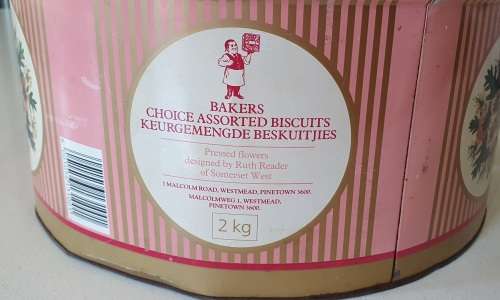 BAKERS
CHOICE ASSORTED BISCUITS
KEURGEMENGDE BESKUITJIES
Pressed flowers
designed by Ruth Reader
of Somerset West
1 MALCOLM ROAD, WESTMEAD, PINETOWN 3600.
MALCOLMWEG 1, WESTMEAD,
PINETOWN 3600.
2 kg